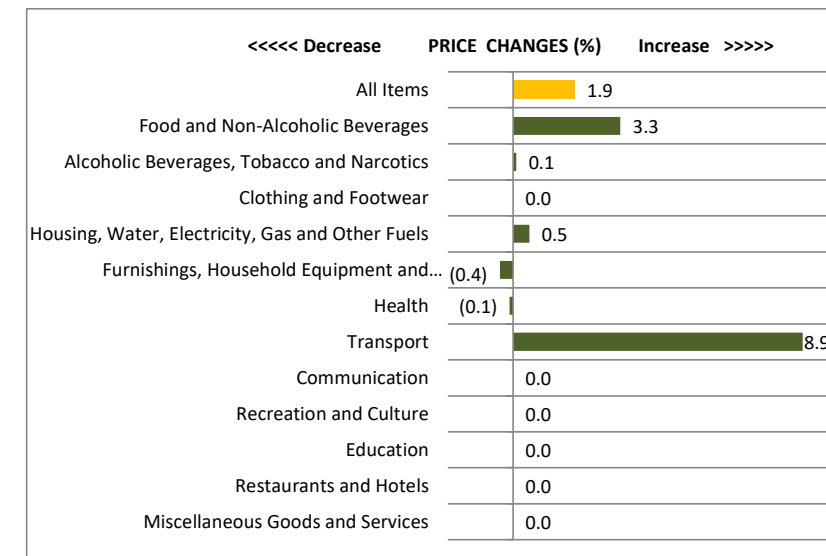 <<<<< Decrease PRICE CHANGES (%) Increase >>>>>
All Items 1.9
Food and Non-Alcoholic Beverages 3.3
Alcoholic Beverages, Tobacco and Narcotics 0.1
Clothing and Footwear 0.0
Housing, Water, Electricity, Gas and Other Fuels 0.5
Furnishings, Household Equipment and... (0.4)
Health (0.1)
Transport 8.9
Communication 0.0
Recreation and Culture 0.0
Education 0.0
Restaurants and Hotels 0.0
Miscellaneous Goods and Services 0.0